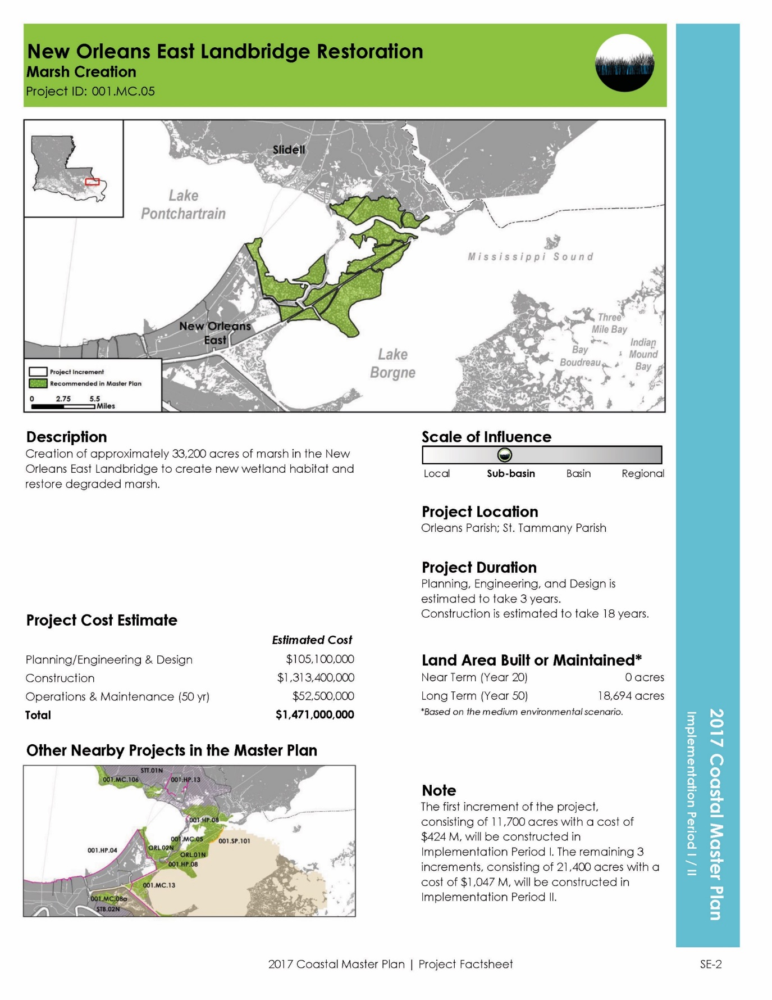 New Orleans East Landbridge Restoration
Marsh Creation
Project ID: 001.MC.05
Slidell
Lake
Pontchartrain
Mississippi Sound
New Orleans
East
Three
Mile Bay
Indian
Mound
Bay
Bay
Boudreau
Lake
Borgne
Project Increment
Recommended in Master Plan
0 2.75 5.5
Miles
Description
Creation of approximately 33,200 acres of marsh in the New
Orleans East Landbridge to create new wetland habitat and
restore degraded marsh.
Project Cost Estimate
Estimated Cost
Planning/Engineering & Design $105,100,000
Construction $1,313,400,000
Operations & Maintenance (50 yr) $52,500,000
Total $1,471,000,000
Other Nearby Projects in the Master Plan
STT.01N
001.MC.106
001.HP.13
001.HP.08
001.MC.05
001.SP.101
001.HP.04
ORL.02N
ORL.01N
001.HP.08
001.MC.13
001.MC.08a
STB.02N
Scale of Influence
Local Sub-basin Basin Regional
Project Location
Orleans Parish; St. Tammany Parish
Project Duration
Planning, Engineering, and Design is
estimated to take 3 years.
Construction is estimated to take 18 years.
Land Area Built or Maintained*
Near Term (Year 20) 0 acres
Long Term (Year 50) 18,694 acres
*Based on the medium environmental scenario.
Note
The first increment of the project,
consisting of 11,700 acres with a cost of
$424 M, will be constructed in
Implementation Period I. The remaining 3
increments, consisting of 21,400 acres with a
cost of $1,047 M, will be constructed in
Implementation Period II.
2017 Coastal Master Plan
Implementation Period I / II
2017 Coastal Master Plan | Project Factsheet
SE-2